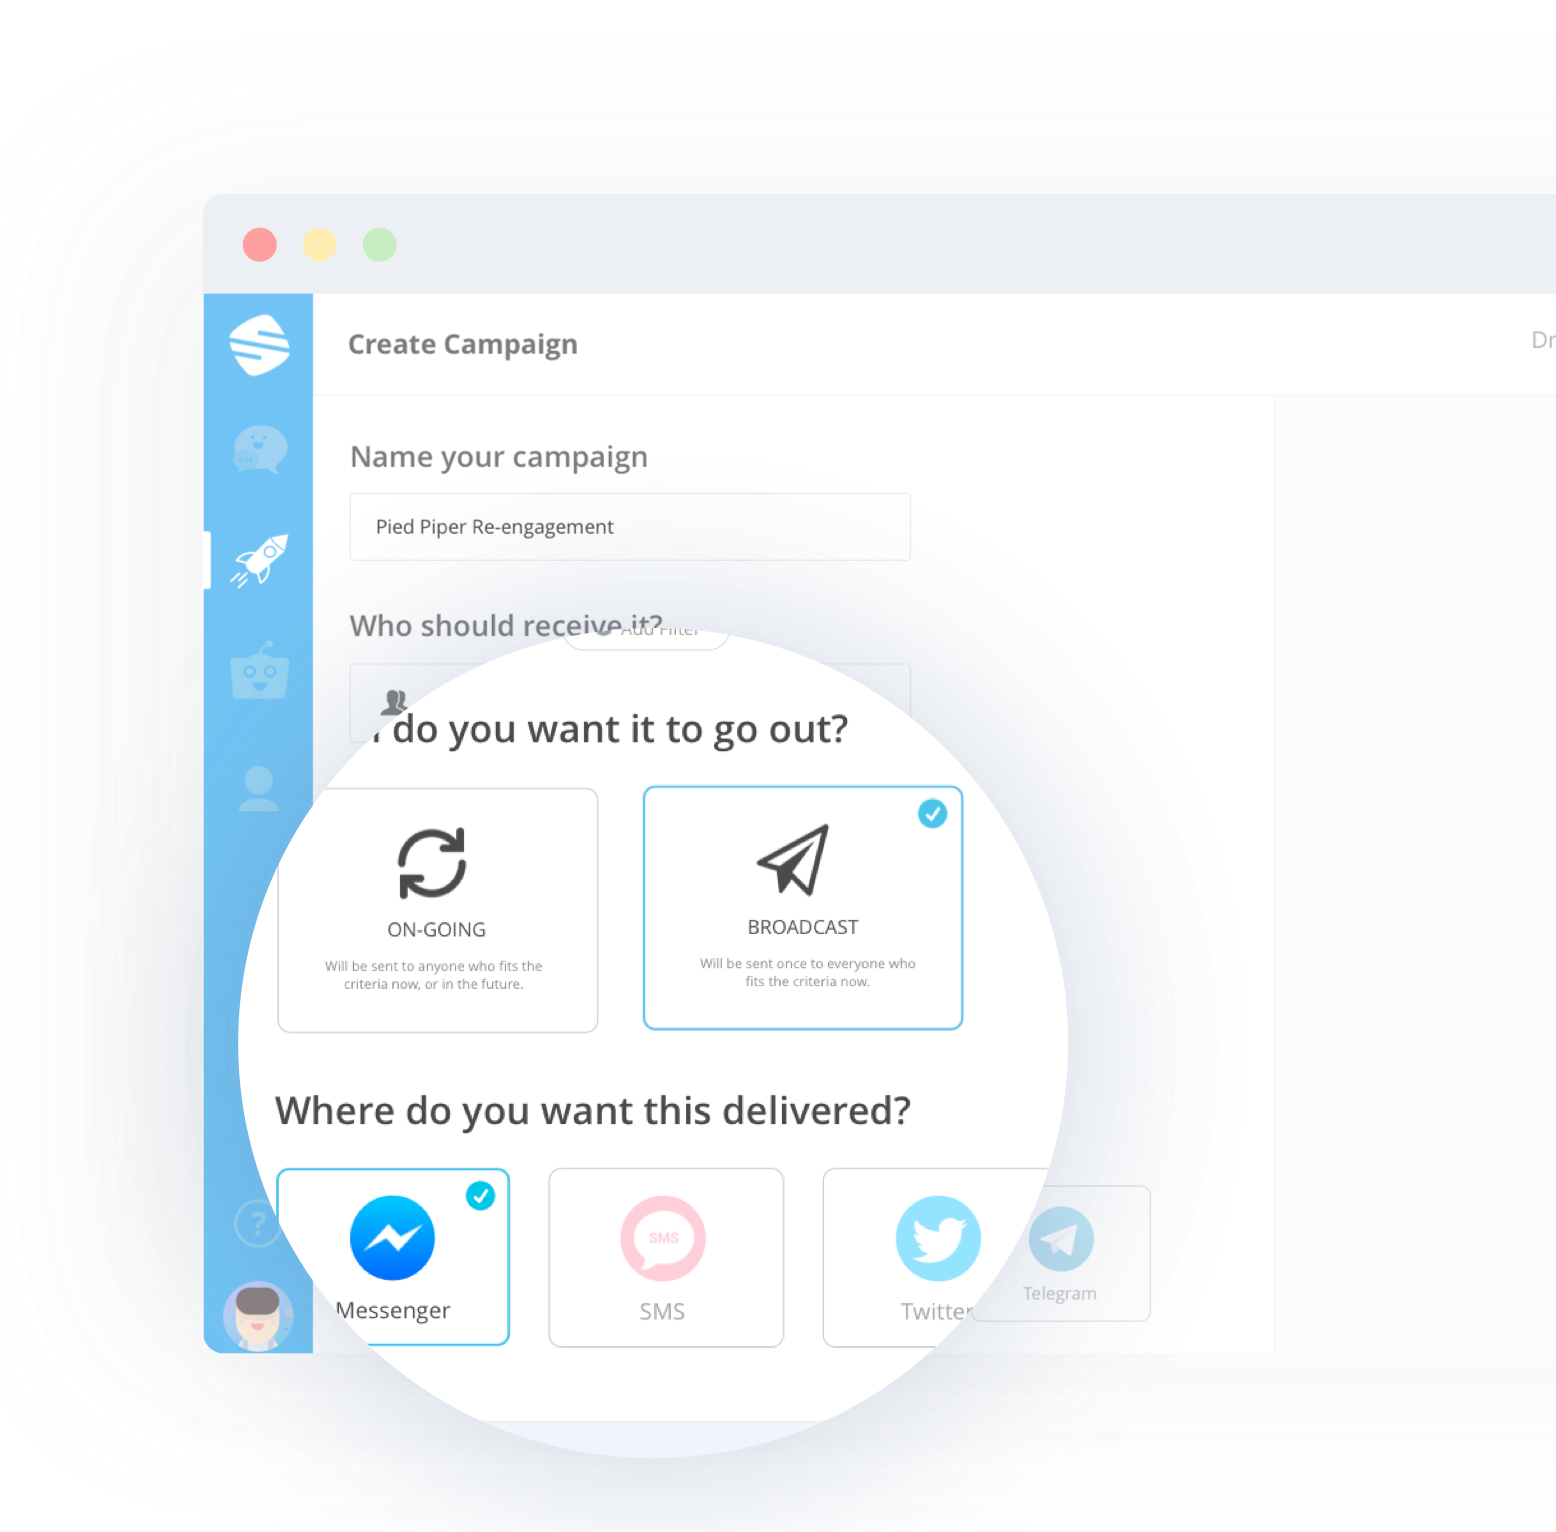 Create Campaign
Dr
Name your campaign
Pied Piper Re-engagement
Who should receive it?
Add Filter
do you want it to go out?
ON-GOING
Will be sent to anyone who fits the
criteria now, or in the future.
BROADCAST
Will be sent once to everyone who
fits the criteria now.
Where do you want this delivered?
Messenger
SMS
SMS
Twitter
Telegram
?